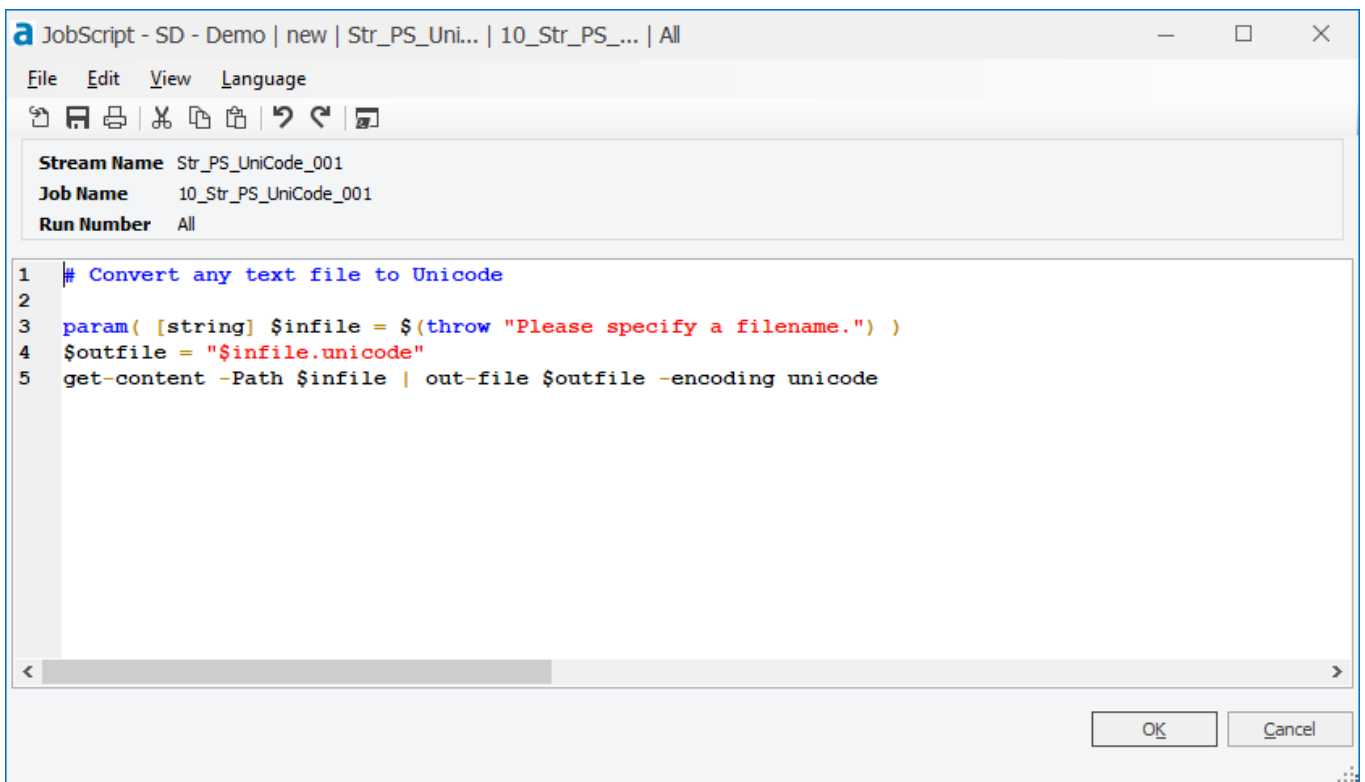 a JobScript - SD - Demo | new | Str_PS_Uni... | 10_Str_PS_... | All
File Edit View Language
Stream Name Str_PS_UniCode_001
Job Name 10_Str_PS_UniCode_001
Run Number All
1 # Convert any text file to Unicode
2
3 param( [string] $infile = $(throw "Please specify a filename.") )
4 $outfile = "$infile.unicode"
5 get-content -Path $infile | out-file $outfile -encoding unicode
OK Cancel